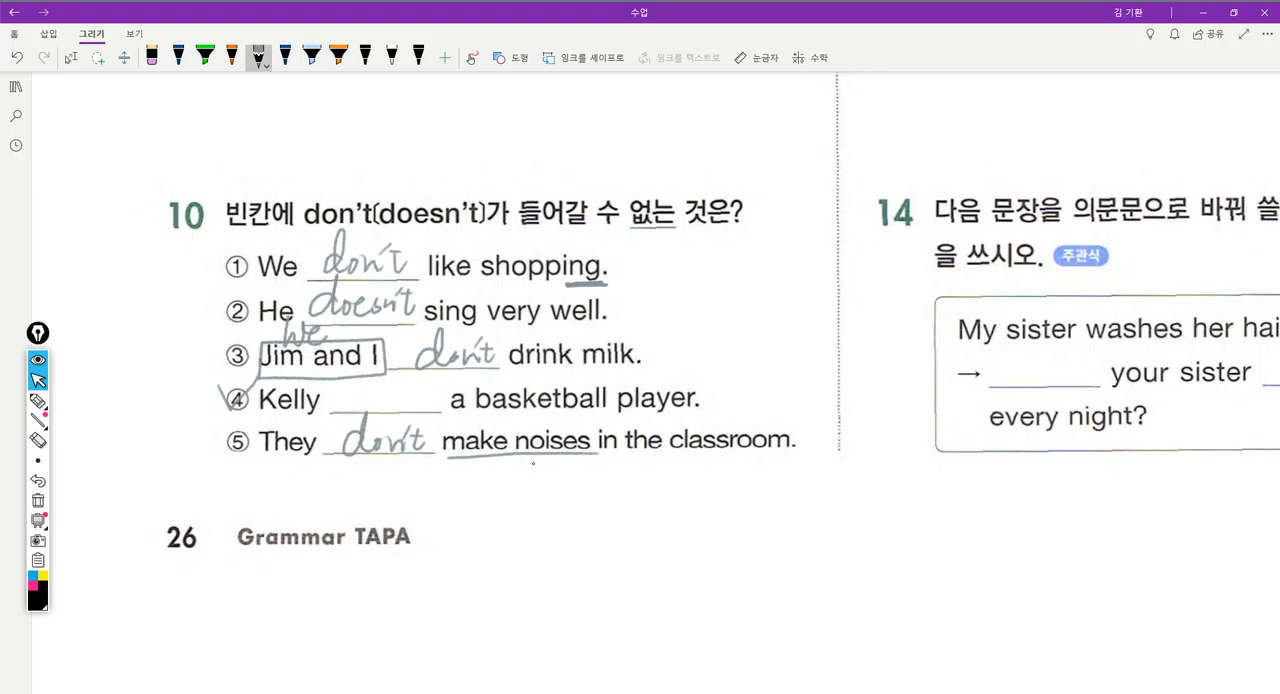 수업
김 기환
홈 삽입 그리기 보기
공유
도형 잉크를 셰이프로 잉크를 텍스트로 눈금자 수학
10 빈칸에 don't(doesn't)가 들어갈 수 없는 것은?
① We don't like shopping.
② He doesn't sing very well.
we
③ Jim and I don't drink milk.
④ Kelly ________ a basketball player.
⑤ They don't make noises in the classroom.
26 Grammar TAPA
14 다음 문장을 의문문으로 바꿔 쓸
을 쓰시오. 주관식
My sister washes her hai
→ ________ your sister
every night?